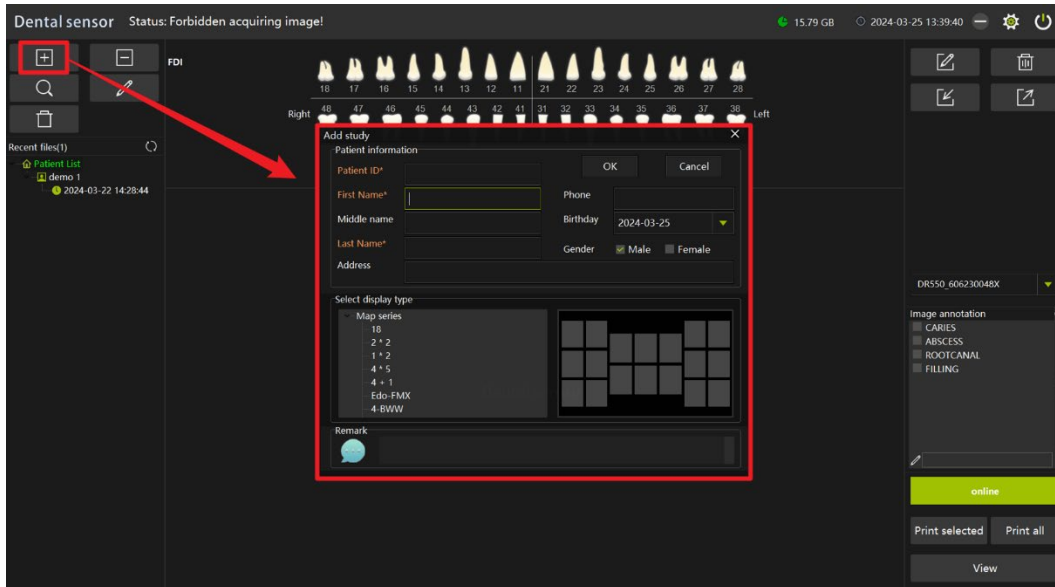 Dental sensor Status: Forbidden acquiring image! 15.79 GB 2024-03-25 13:39:40
FDI
18 17 16 15 14 13 12 11 21 22 23 24 25 26 27 28
Right 48 47 46 45 44 43 42 41 31 32 33 34 35 36 37 38 Left
Recent files(1)
Patient List
demo 1
2024-03-22 14:28:44
Add study
Patient information
Patient ID* OK Cancel
First Name* Phone
Middle name Birthday 2024-03-25
Last Name* Gender Male Female
Address
Select display type
Map series
18
2 * 2
1 * 2
4 * 5
4 + 1
Edo-FMX
4-BWW
Remark
DR550_606230048X
Image annotation
CARIES
ABSCESS
ROOTCANAL
FILLING
online
Print selected Print all
View